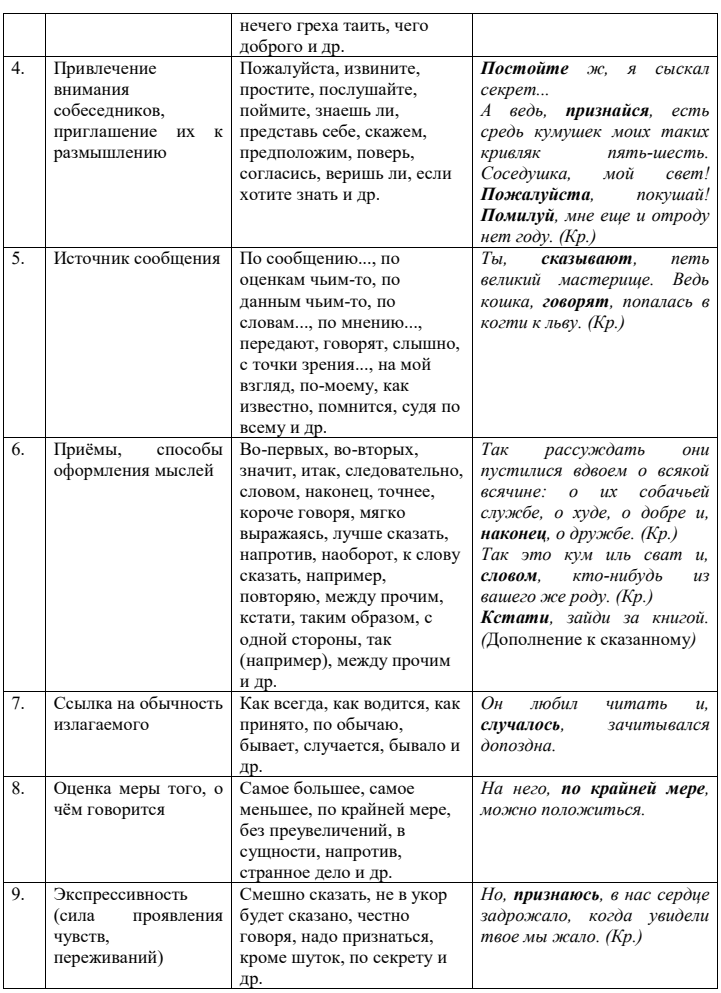 нечего греха таить, чего
доброго и др.
4.
Привлечение
внимания
собеседников,
приглашение их к
размышлению
Пожалуйста, извините,
простите, послушайте,
поймите, знаешь ли,
представь себе, скажем,
предположим, поверь,
согласись, веришь ли, если
хотите знать и др.
Постойте ж, я сыскал
секрет...
А ведь, признайся, есть
средь кумушек моих таких
кривляк пять-шесть.
Соседушка, мой свет!
Пожалуйста, покушай!
Помилуй, мне еще и отроду
нет году. (Кр.)
5.
Источник сообщения
По сообщению..., по
оценкам чьим-то, по
данным чьим-то, по
словам..., по мнению...,
передают, говорят, слышно,
с точки зрения..., на мой
взгляд, по-моему, как
известно, помнится, судя по
всему и др.
Ты, сказывают, петь
великий мастерище. Ведь
кошка, говорят, попалась в
когти к льву. (Кр.)
6.
Приёмы, способы
оформления мыслей
Во-первых, во-вторых,
значит, итак, следовательно,
словом, наконец, точнее,
короче говоря, мягко
выражаясь, лучше сказать,
напротив, наоборот, к слову
сказать, например,
повторяю, между прочим,
кстати, таким образом, с
одной стороны, так
(например), между прочим
и др.
Так рассуждать они
пустилися вдвоем о всякой
всячине: о их собачьей
службе, о худе, о добре и,
наконец, о дружбе. (Кр.)
Так это кум иль сват и,
словом, кто-нибудь из
вашего же роду. (Кр.)
Кстати, зайди за книгой.
(Дополнение к сказанному)
7.
Ссылка на обычность
излагаемого
Как всегда, как водится, как
принято, по обычаю,
бывает, случается, бывало и
др.
Он любил читать и,
случалось, зачитывался
допоздна.
8.
Оценка меры того, о
чём говорится
Самое большее, самое
меньшее, по крайней мере,
без преувеличений, в
сущности, напротив,
странное дело и др.
На него, по крайней мере,
можно положиться.
9.
Экспрессивность
(сила проявления
чувств,
переживаний)
Смешно сказать, не в укор
будет сказано, честно
говоря, надо признаться,
кроме шуток, по секрету и
др.
Но, признаюсь, в нас сердце
задрожало, когда увидели
твое мы жало. (Кр.)